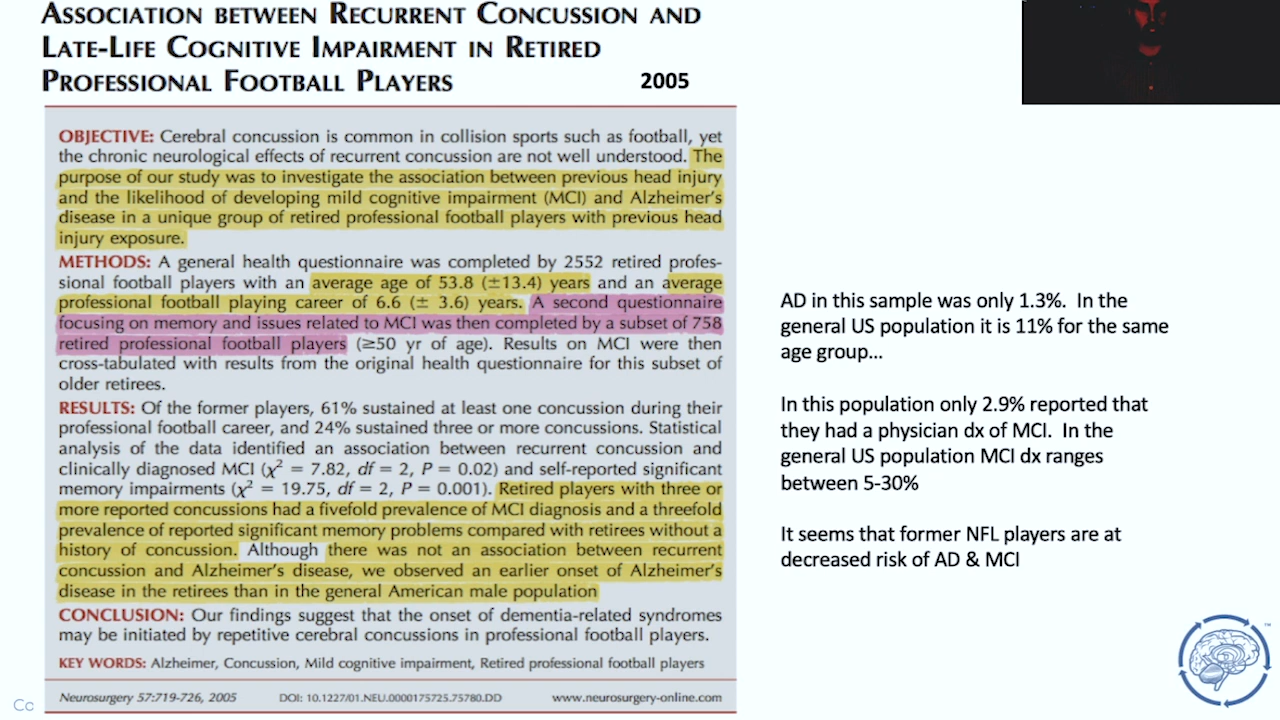 ASSOCIATION BETWEEN RECURRENT CONCUSSION AND
LATE-LIFE COGNITIVE IMPAIRMENT IN RETIRED
PROFESSIONAL FOOTBALL PLAYERS
2005
OBJECTIVE: Cerebral concussion is common in collision sports such as football, yet
the chronic neurological effects of recurrent concussion are not well understood. The
purpose of our study was to investigate the association between previous head injury
and the likelihood of developing mild cognitive impairment (MCI) and Alzheimer's
disease in a unique group of retired professional football players with previous head
injury exposure.
METHODS: A general health questionnaire was completed by 2552 retired profes-
sional football players with an average age of 53.8 (±13.4) years and an average
professional football playing career of 6.6 (± 3.6) years. A second questionnaire
focusing on memory and issues related to MCI was then completed by a subset of 758
retired professional football players (≥50 yr of age). Results on MCI were then
cross-tabulated with results from the original health questionnaire for this subset of
older retirees.
RESULTS: Of the former players, 61% sustained at least one concussion during their
professional football career, and 24% sustained three or more concussions. Statistical
analysis of the data identified an association between recurrent concussion and
clinically diagnosed MCI (χ² = 7.82, df = 2, P = 0.02) and self-reported significant
memory impairments (χ² = 19.75, df = 2, P = 0.001). Retired players with three or
more reported concussions had a fivefold prevalence of MCI diagnosis and a threefold
prevalence of reported significant memory problems compared with retirees without a
history of concussion. Although there was not an association between recurrent
concussion and Alzheimer's disease, we observed an earlier onset of Alzheimer's
disease in the retirees than in the general American male population
CONCLUSION: Our findings suggest that the onset of dementia-related syndromes
may be initiated by repetitive cerebral concussions in professional football players.
KEY WORDS: Alzheimer, Concussion, Mild cognitive impairment, Retired professional football players
Neurosurgery 57:719-726, 2005 DOI: 10.1227/01.NEU.0000175725.75780.DD www.neurosurgery-online.com
AD in this sample was only 1.3%. In the
general US population it is 11% for the same
age group...
In this population only 2.9% reported that
they had a physician dx of MCI. In the
general US population MCI dx ranges
between 5-30%
It seems that former NFL players are at
decreased risk of AD & MCI
TM
Co